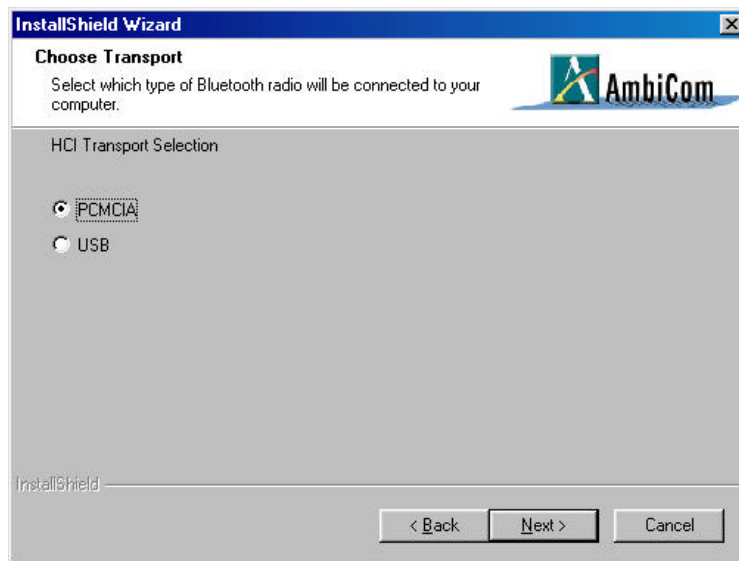 InstallShield Wizard
Choose Transport
Select which type of Bluetooth radio will be connected to your
computer.
AmbiCom
HCI Transport Selection
PCMCIA
USB
InstallShield
< Back
Next >
Cancel